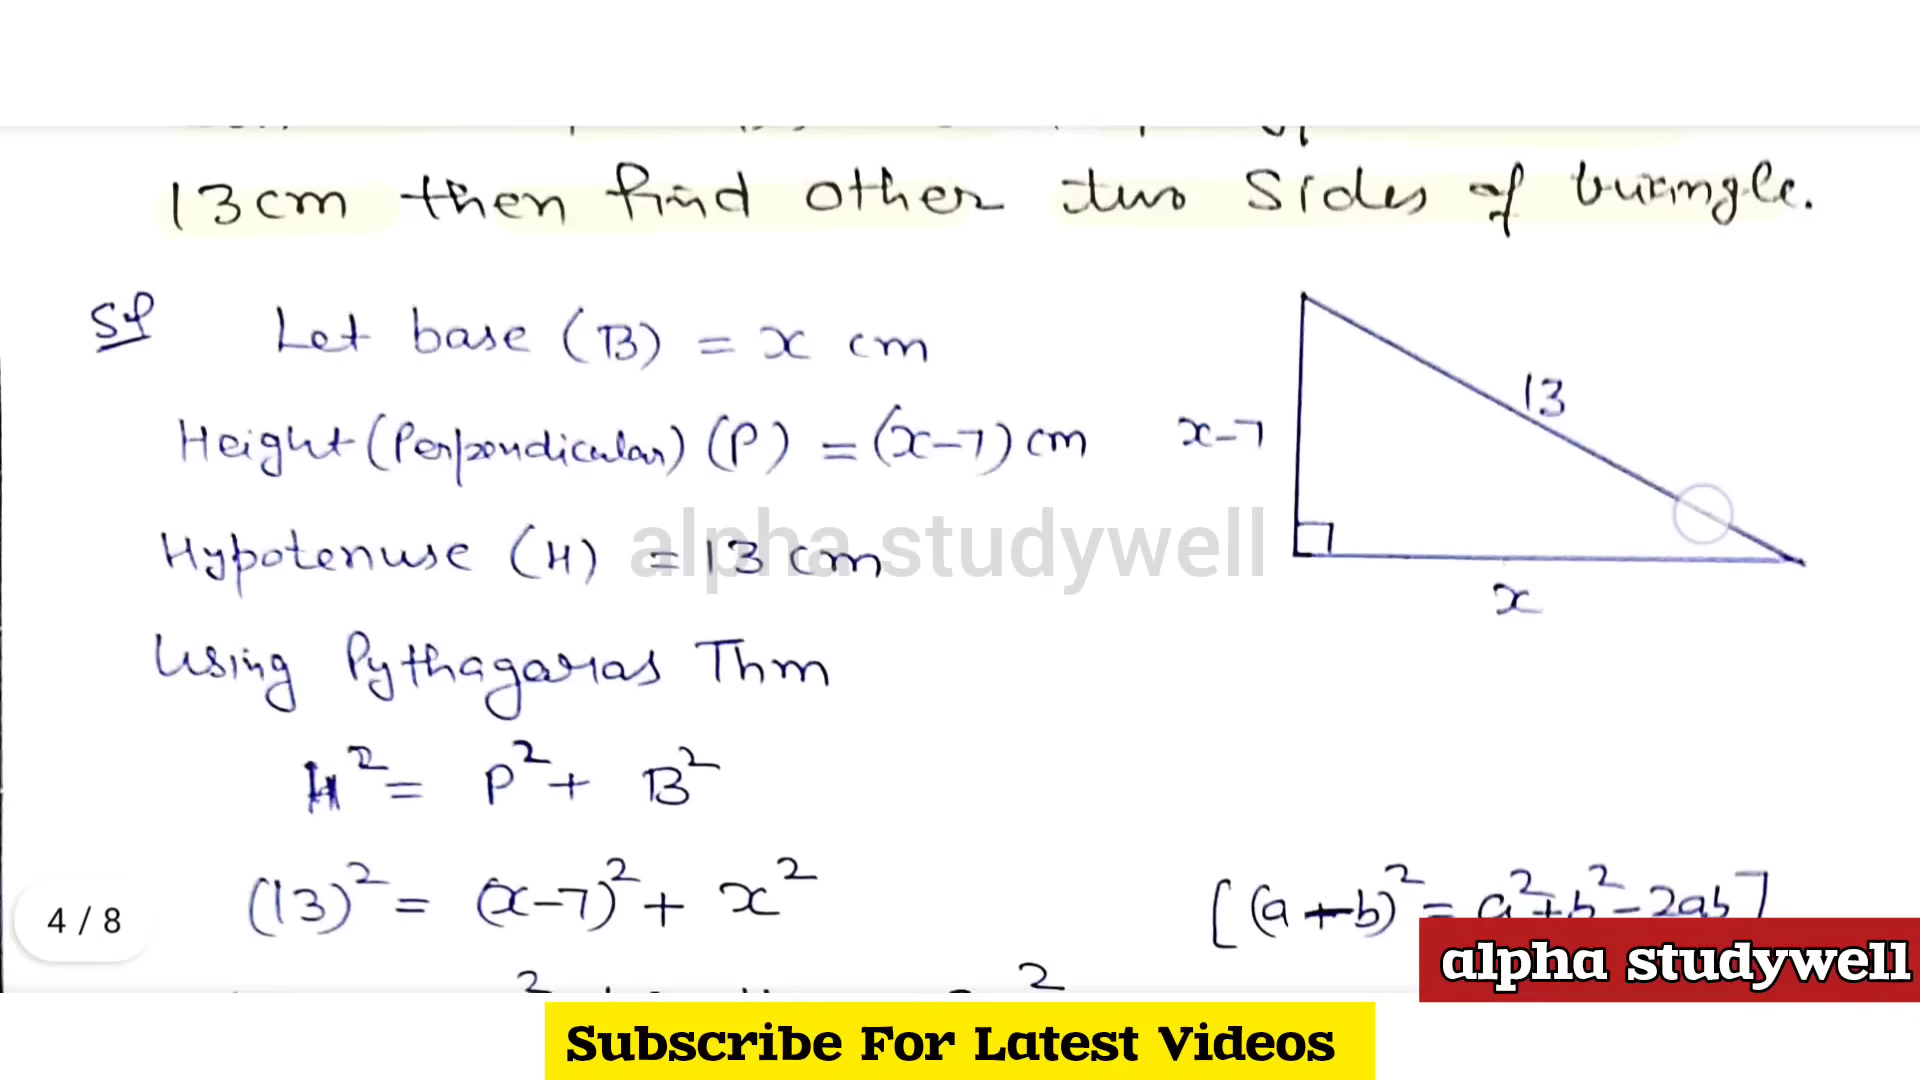 13cm then find other two sides of triangle.
Sol Let base (B) = x cm
Height (Perpendicular) (P) = (x-7) cm
x-7
13
Hypotenuse (H) = 13 cm
alpha studywell
x
Using Pythagoras Thm
H² = P² + B²
(13)² = (x-7)² + x²
[(a-b)² = a²+b²-2ab]
4 / 8
alpha studywell
Subscribe For Latest Videos